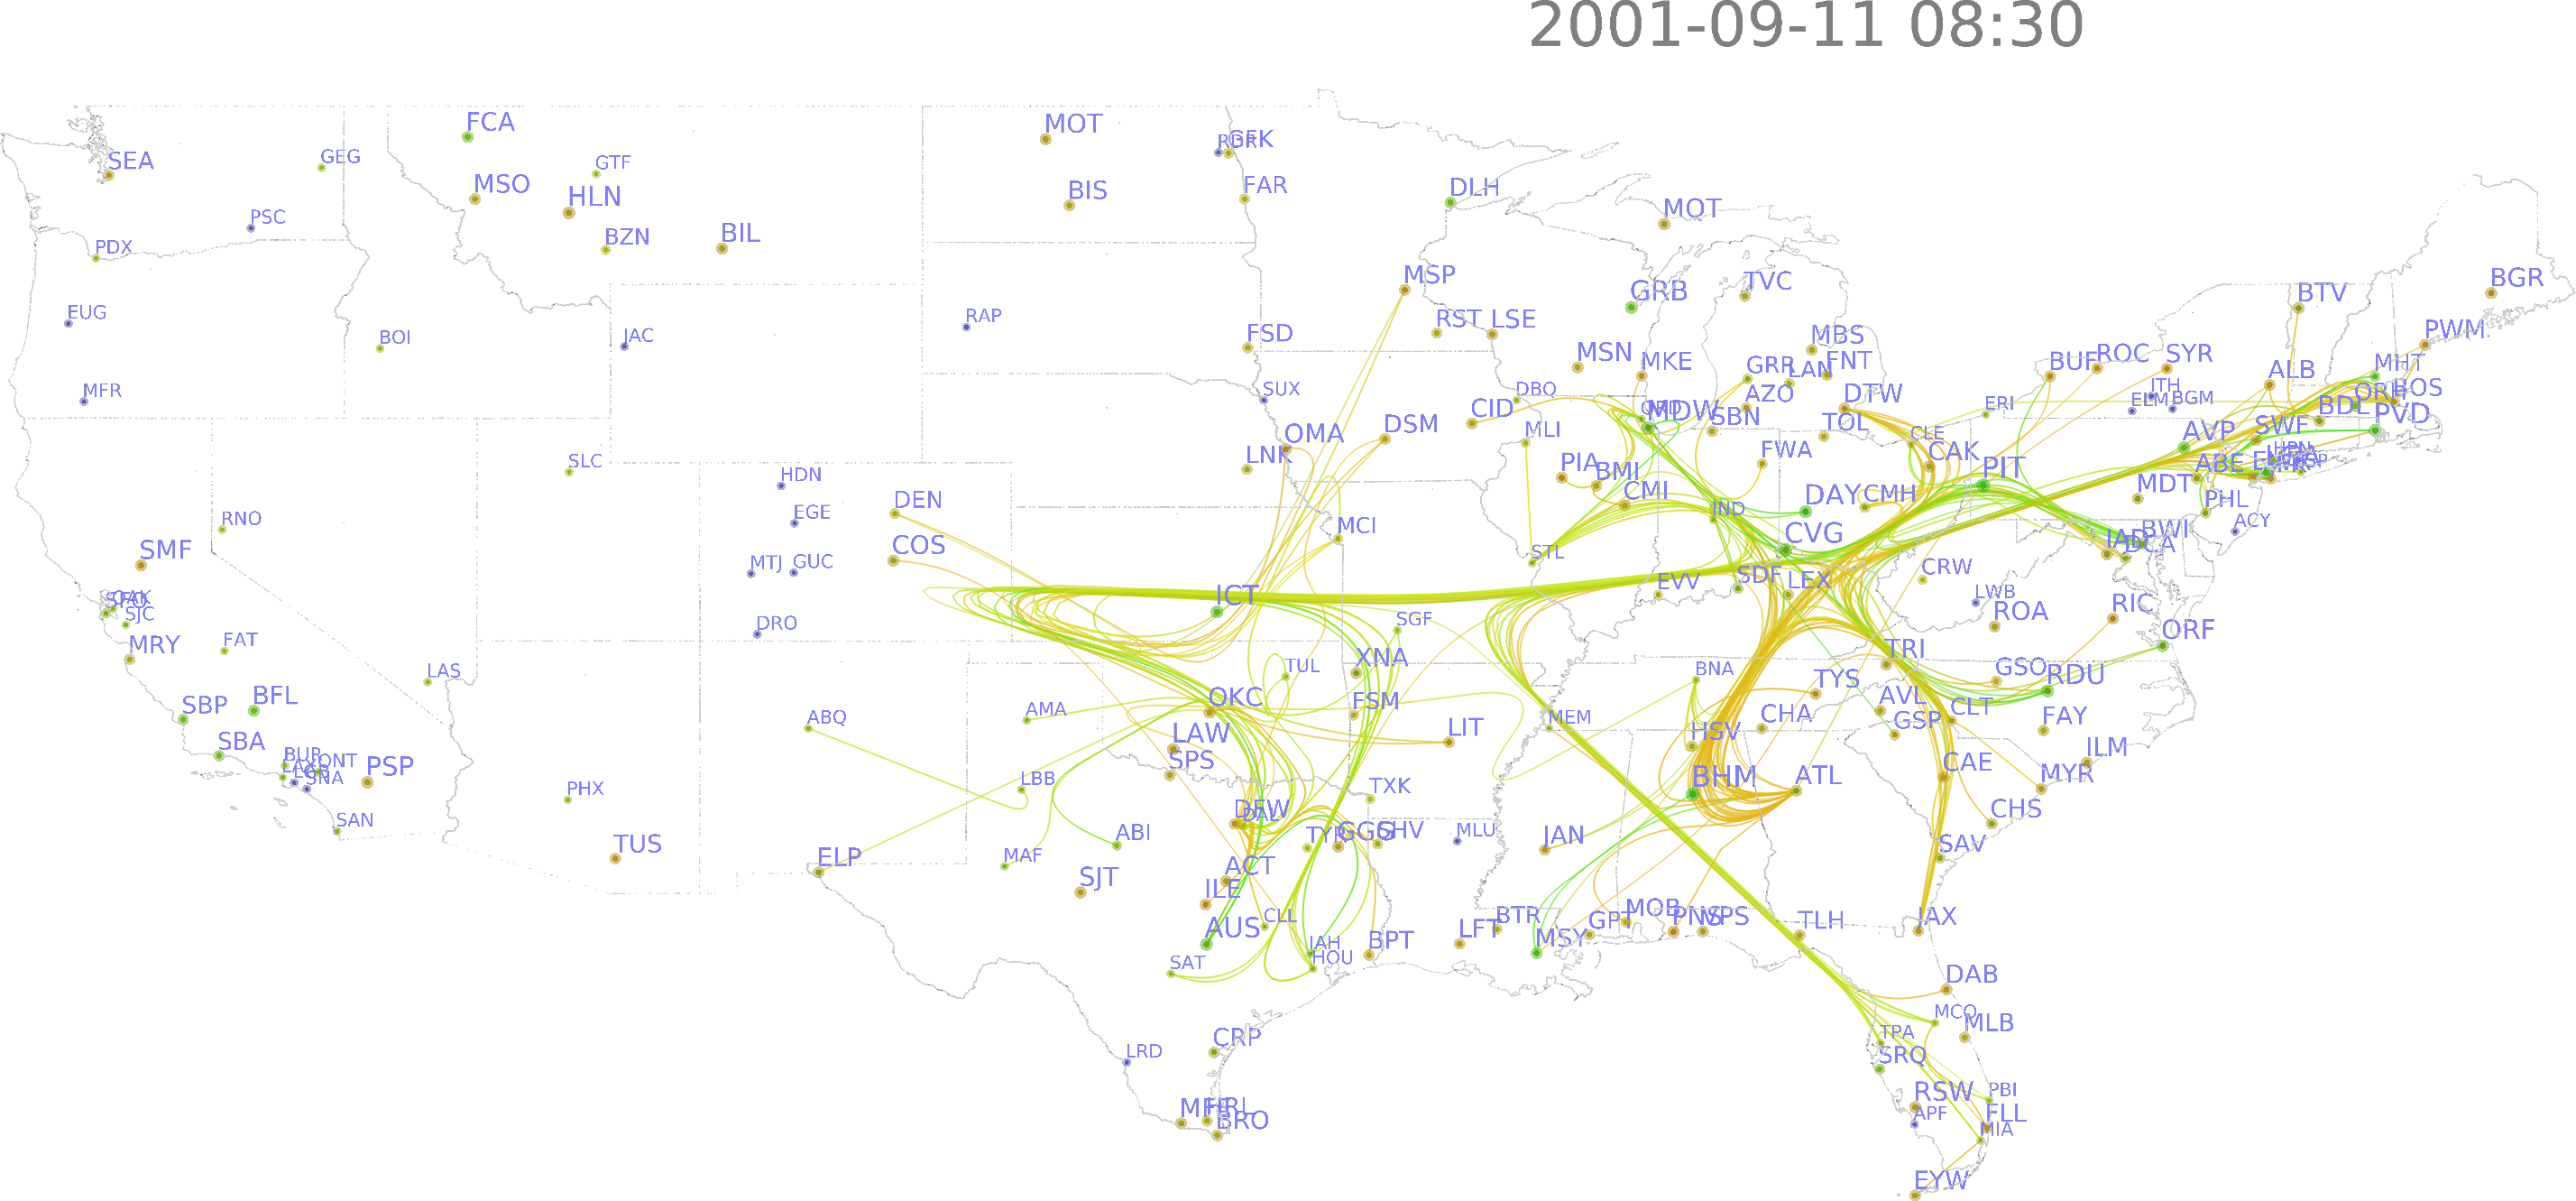 2001-09-11 08:30
FCA
MOT
GFK
SEA
GEG
GTF
MSO
HLN
BIS
FAR
DLH
MOT
PSC
PDX
BZN
BIL
MSP
GRB
TVC
BTV
BGR
EUG
BOI
JAC
RAP
FSD
RST
LSE
MSN
MKE
MBS
FNT
GRR
LAN
BUF
ROC
SYR
ALB
MHT
PWM
MFR
SUX
DBQ
CID
MDW
AZO
SBN
DTW
TOL
ERI
ITH
ELM
BGM
BDL
BOS
PVD
DSM
OMA
LNK
MLI
PIA
BMI
CMI
FWA
CLE
CAK
PIT
AVP
SWF
HPN
ABE
MDT
PHL
SLC
HDN
DEN
EGE
RNO
MCI
IND
DAY
CMH
CVG
ACY
BWI
IAD
DCA
SMF
COS
MTJ
GUC
STL
EVV
SDF
LEX
CRW
LWB
ROA
RIC
ORF
OAK
SFO
SJC
ICT
SGF
MRY
FAT
DRO
TUL
XNA
BNA
TYS
TRI
GSO
RDU
LAS
SBP
BFL
ABQ
AMA
OKC
FSM
LIT
MEM
HSV
CHA
AVL
GSP
CLT
FAY
ILM
SBA
BUR
ONT
LAX
SNA
PSP
LAW
SPS
LBB
PHX
TXK
BHM
ATL
CAE
MYR
CHS
SAN
TUS
ELP
MAF
ABI
DFW
DAL
TYR
GGG
SHV
MLU
JAN
SAV
SJT
ACT
ILE
AUS
CLL
IAH
HOU
BPT
LFT
BTR
MSY
GPT
MOB
PNS
VPS
TLH
JAX
SAT
DAB
MCO
MLB
TPA
SRQ
CRP
LRD
RSW
APF
PBI
FLL
MIA
MFE
HRL
BRO
EYW